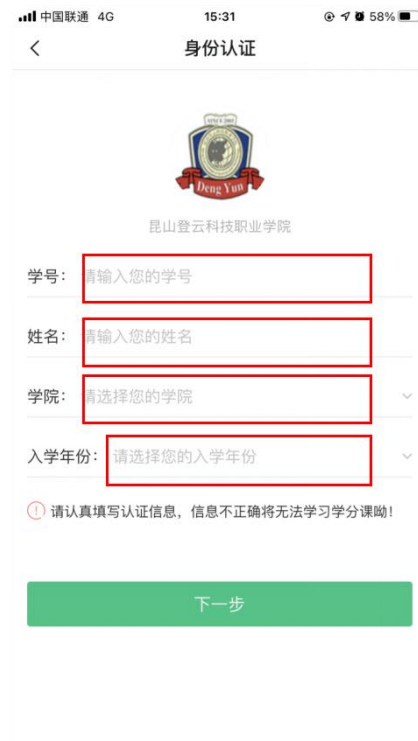 中国联通 4G 15:31 58%
身份认证
SINCE 2005
Deng Yun
昆山登云科技职业学院
学号： 请输入您的学号
姓名： 请输入您的姓名
学院： 请选择您的学院
入学年份： 请选择您的入学年份
! 请认真填写认证信息，信息不正确将无法学习学分课呦!
下一步